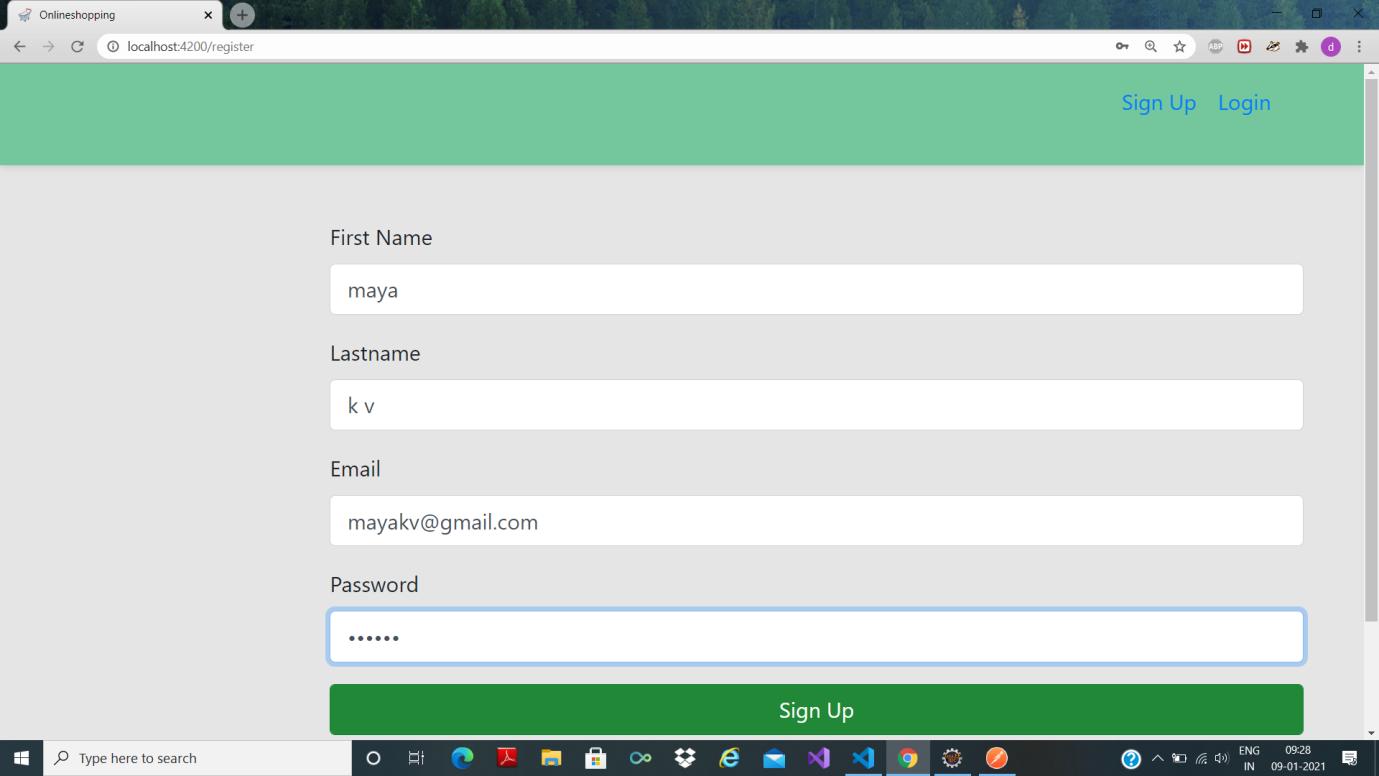 Onlineshopping
localhost:4200/register
ABP
d
Sign Up Login
First Name
maya
Lastname
k v
Email
mayakv@gmail.com
Password
••••••
Sign Up
Type here to search
ENG
IN
09:28
09-01-2021